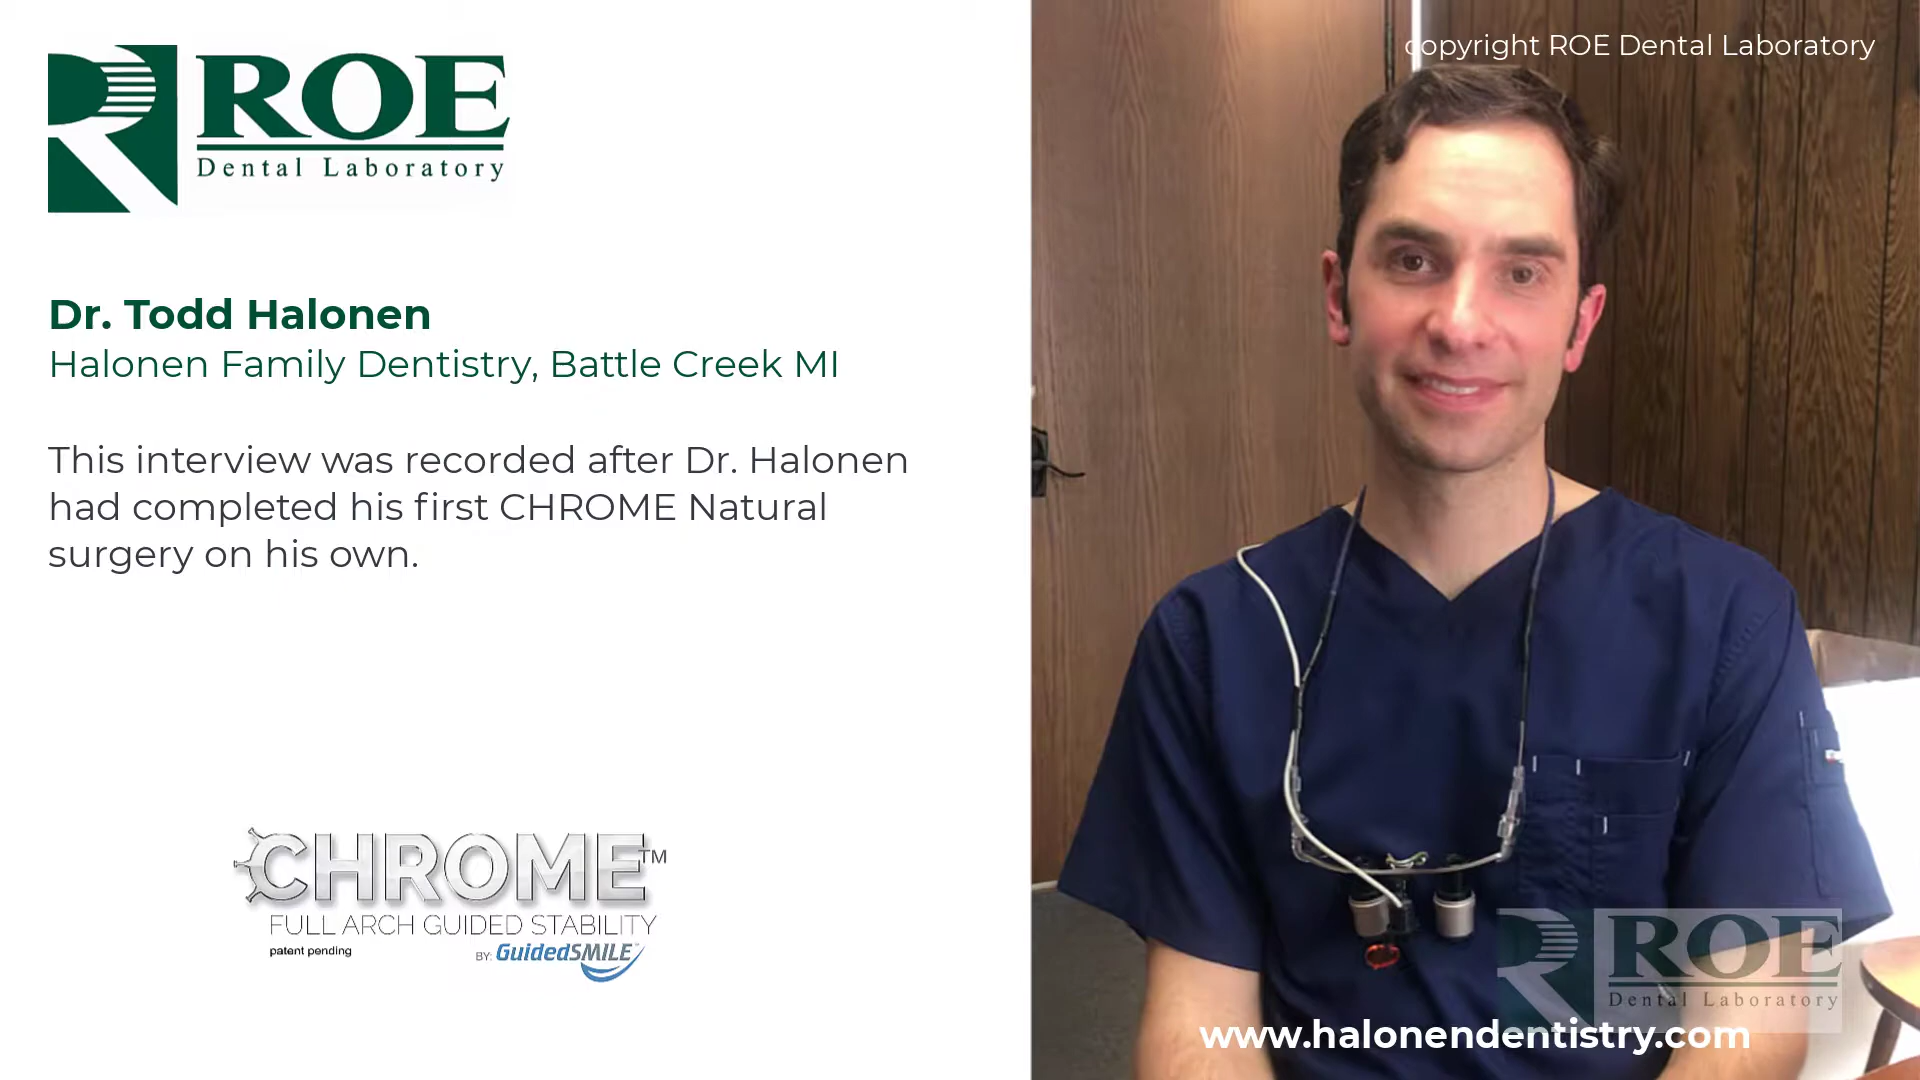 ROE
Dental Laboratory
copyright ROE Dental Laboratory
Dr. Todd Halonen
Halonen Family Dentistry, Battle Creek MI
This interview was recorded after Dr. Halonen
had completed his first CHROME Natural
surgery on his own.
CHROME™
FULL ARCH GUIDED STABILITY
patent pending
BY: GuidedSMILE™
ROE
Dental Laboratory
www.halonendentistry.com